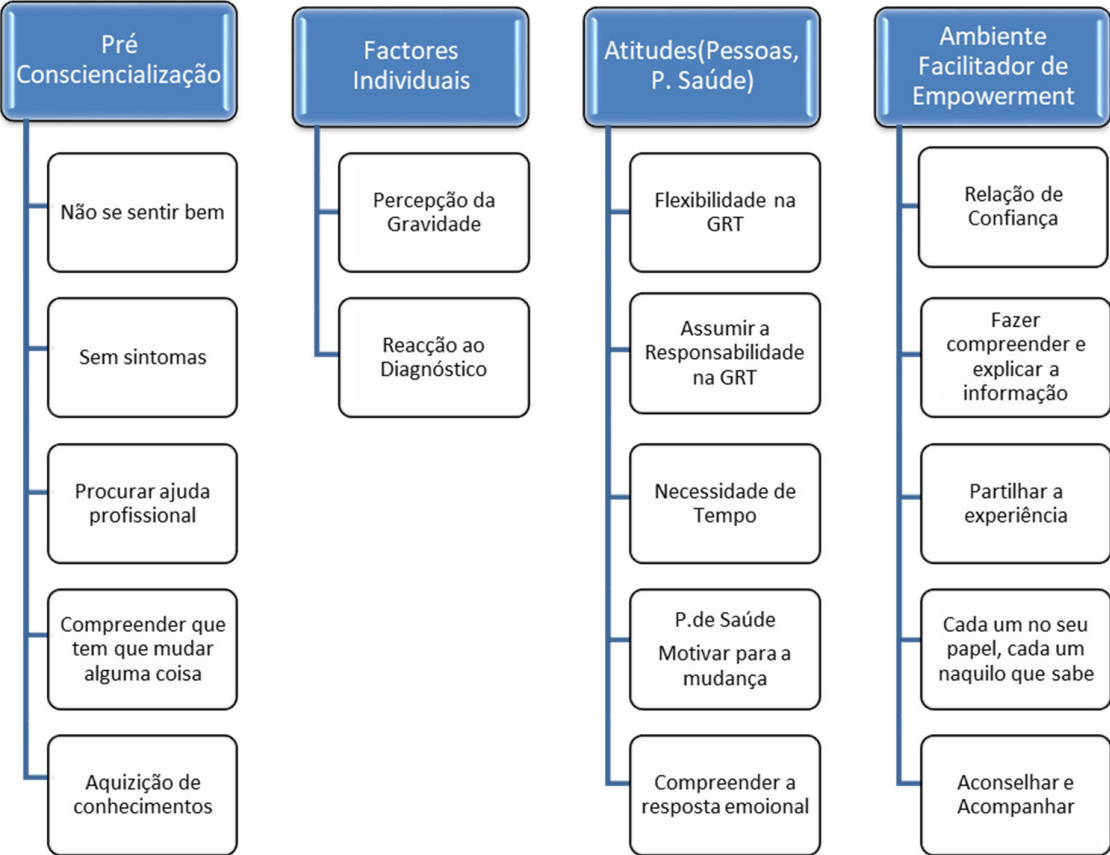 Pré
Consciencialização
Não se sentir bem
Sem sintomas
Procurar ajuda
profissional
Compreender que
tem que mudar
alguma coisa
Aquizição de
conhecimentos
Factores
Individuais
Percepção da
Gravidade
Reacção ao
Diagnóstico
Atitudes(Pessoas,
P. Saúde)
Flexibilidade na
GRT
Assumir a
Responsabilidade
na GRT
Necessidade de
Tempo
P.de Saúde
Motivar para a
mudança
Compreender a
resposta emoional
Ambiente
Facilitador de
Empowerment
Relação de
Confiança
Fazer
compreender e
explicar a
informação
Partilhar a
experiência
Cada um no seu
papel, cada um
naquilo que sabe
Aconselhar e
Acompanhar